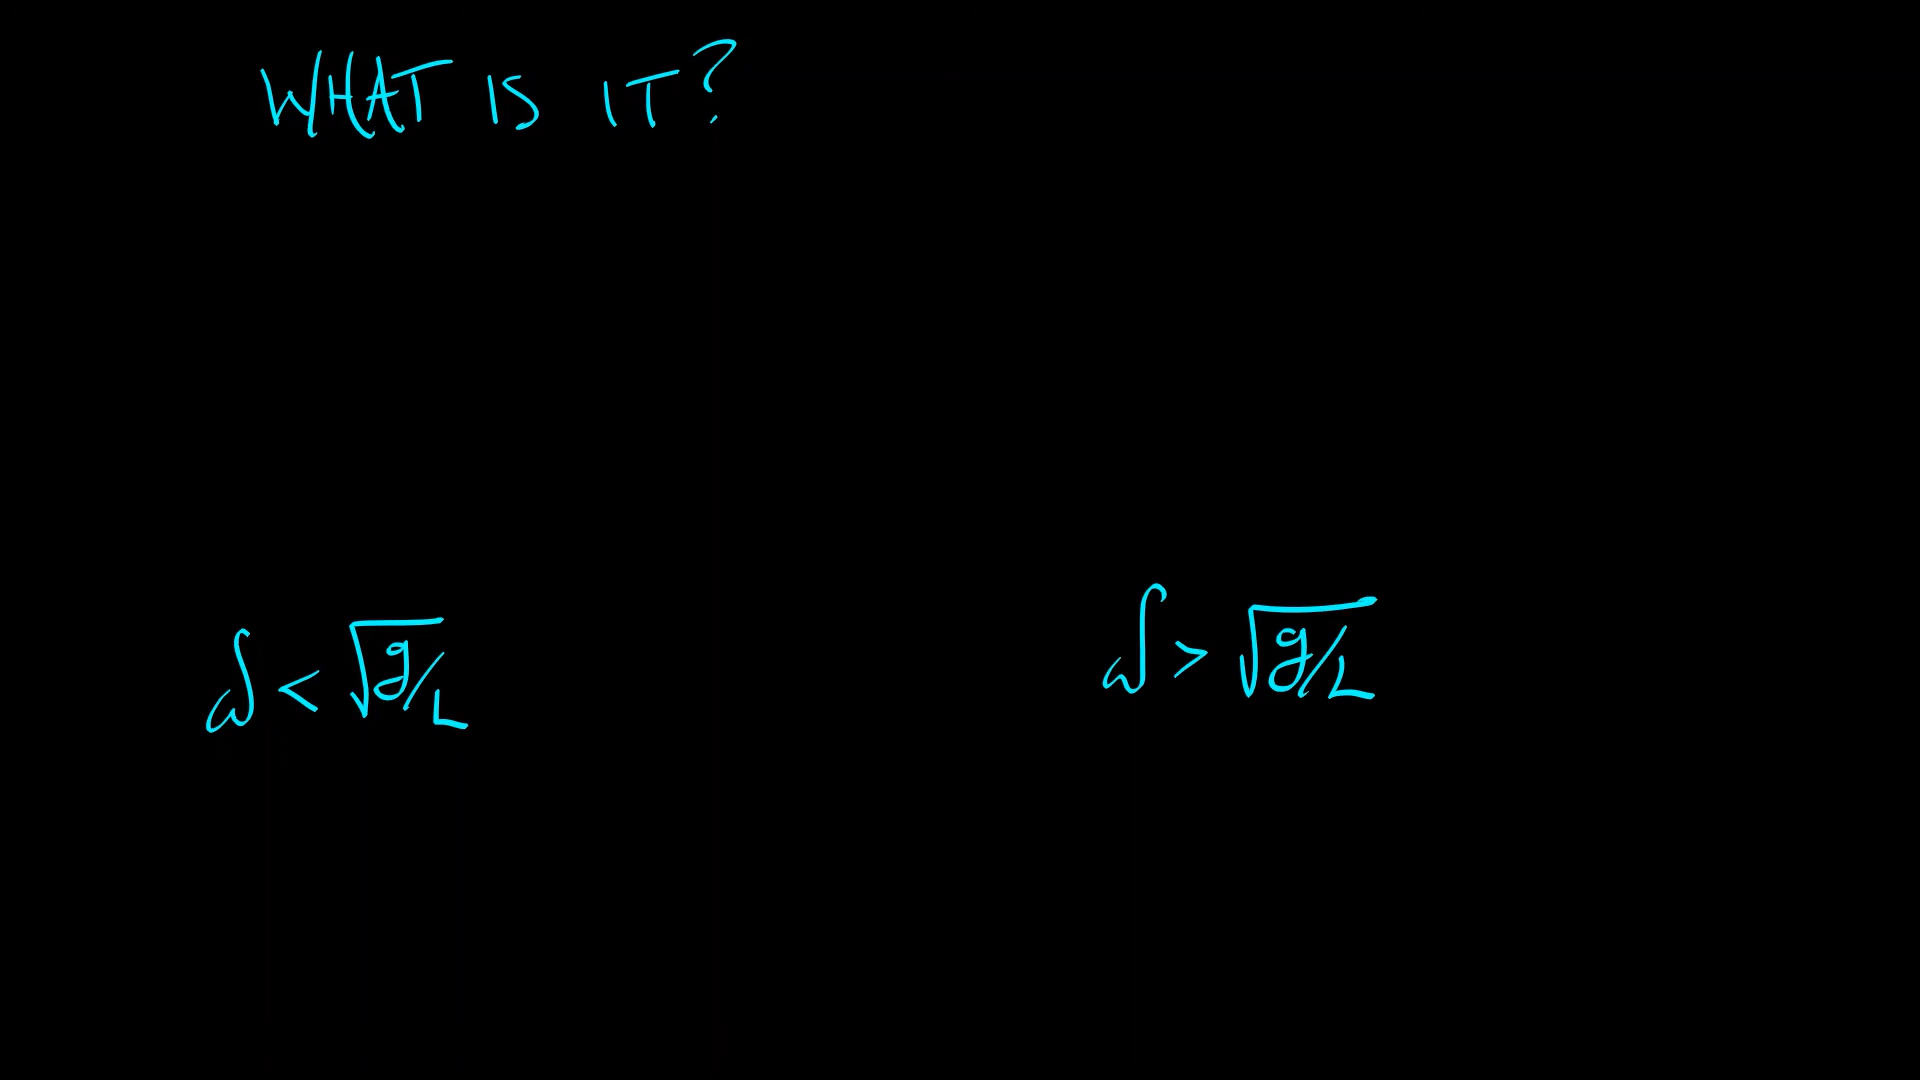 WHAT IS IT?
ω < √g/L
ω > √g/L